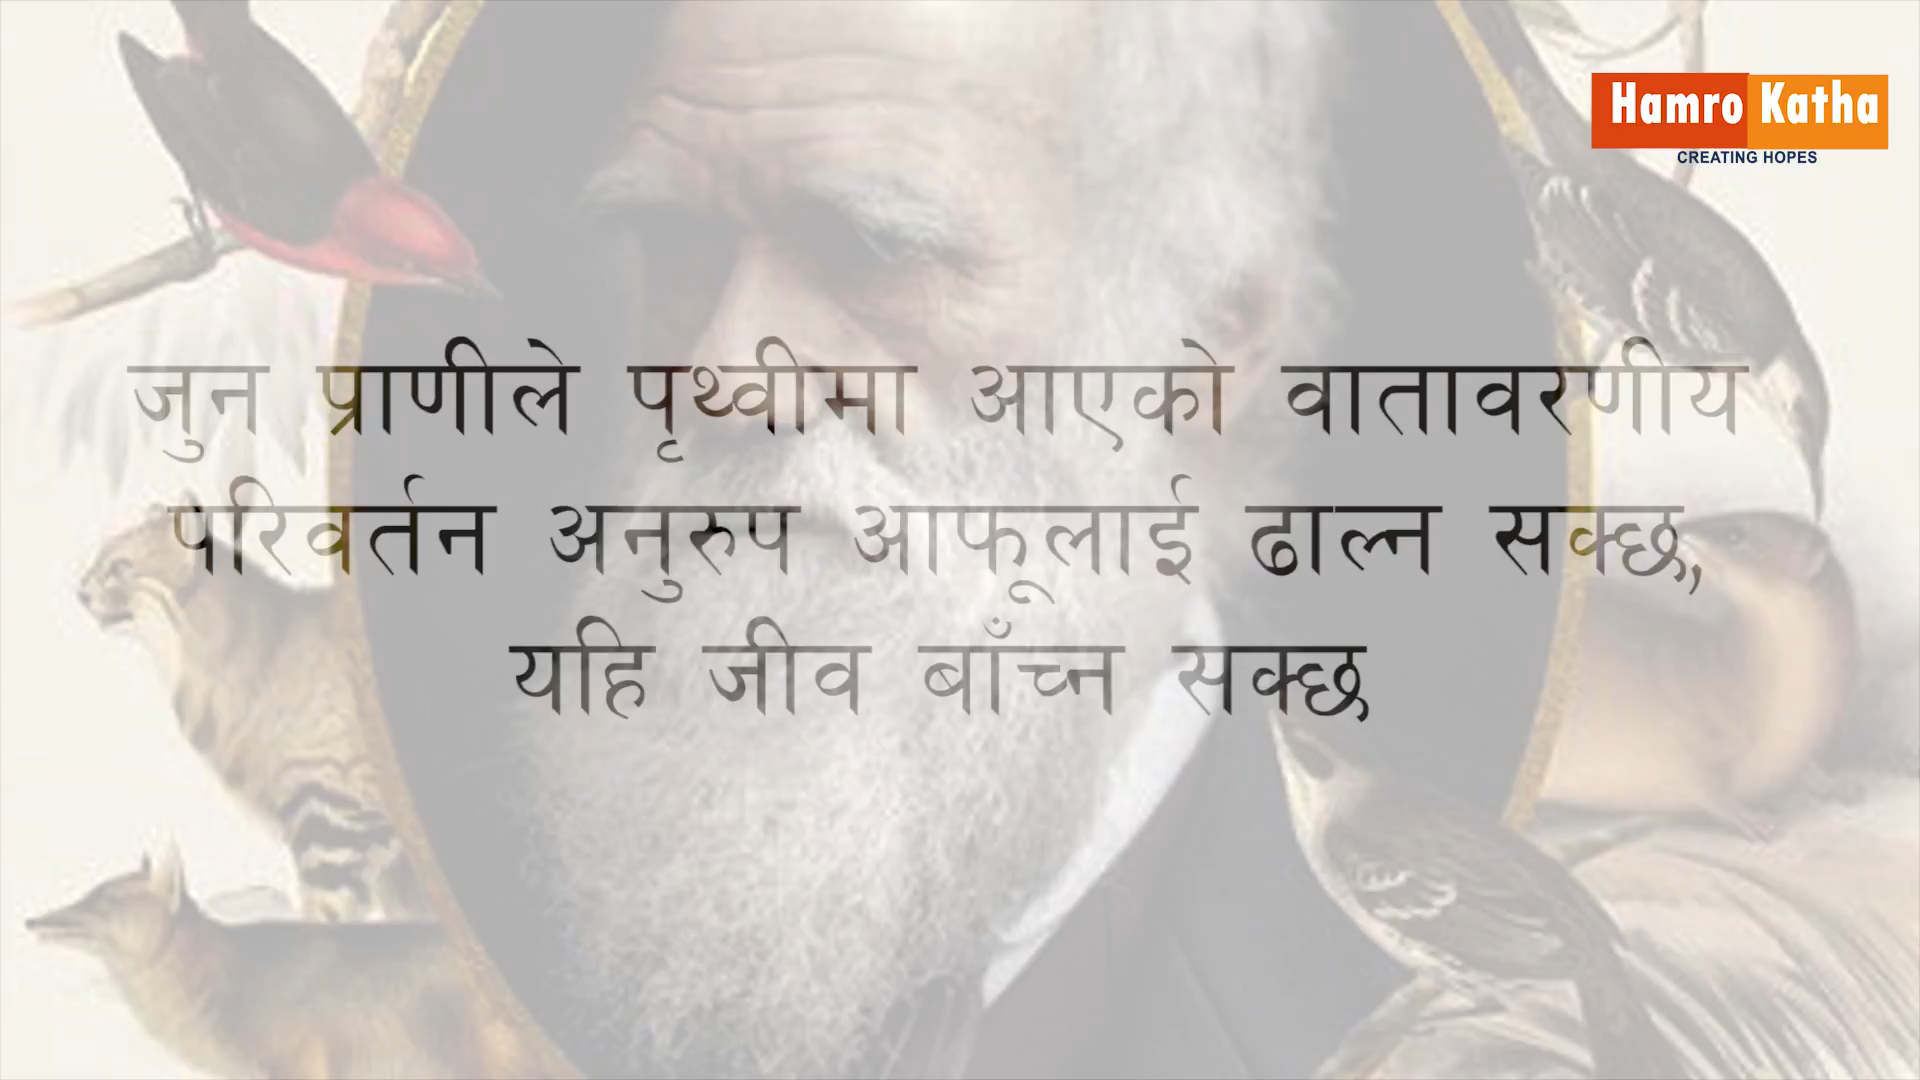 Hamro Katha
CREATING HOPES
जुन प्राणीले पृथ्वीमा आएको वातावरणीय
परिवर्तन अनुरुप आफूलाई ढाल्न सक्छ,
यहि जीव बाँच्न सक्छ